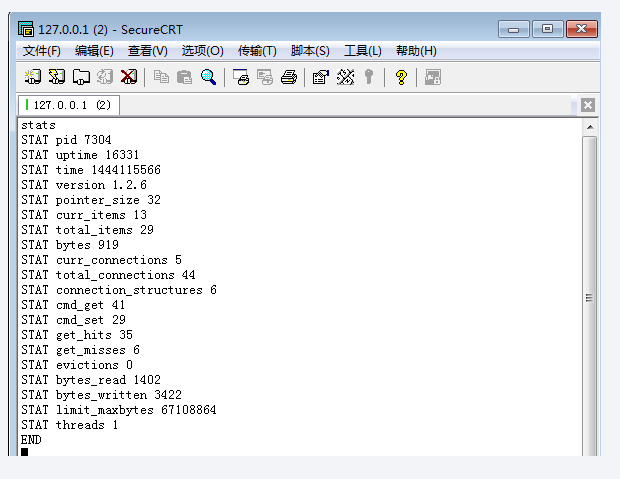 127.0.0.1 (2) - SecureCRT
文件(F) 编辑(E) 查看(V) 选项(O) 传输(T) 脚本(S) 工具(L) 帮助(H)
127.0.0.1 (2)
stats
STAT pid 7304
STAT uptime 16331
STAT time 1444115566
STAT version 1.2.6
STAT pointer_size 32
STAT curr_items 13
STAT total_items 29
STAT bytes 919
STAT curr_connections 5
STAT total_connections 44
STAT connection_structures 6
STAT cmd_get 41
STAT cmd_set 29
STAT get_hits 35
STAT get_misses 6
STAT evictions 0
STAT bytes_read 1402
STAT bytes_written 3422
STAT limit_maxbytes 67108864
STAT threads 1
END